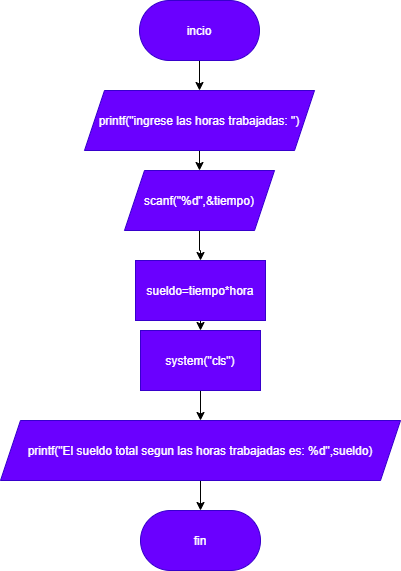 incio
printf("ingrese las horas trabajadas: ")
scanf("%d",&tiempo)
sueldo=tiempo*hora
system("cls")
printf("El sueldo total segun las horas trabajadas es: %d",sueldo)
fin